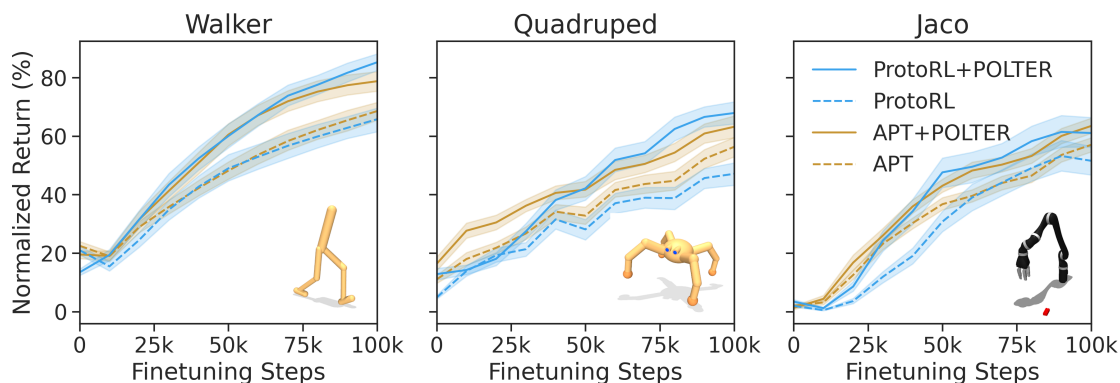 Walker
Quadruped
Jaco
Normalized Return (%)
80
60
40
20
0
ProtoRL+POLTER
ProtoRL
APT+POLTER
APT
0 25k 50k 75k 100k
0 25k 50k 75k 100k
0 25k 50k 75k 100k
Finetuning Steps
Finetuning Steps
Finetuning Steps